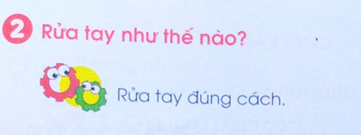 2 Rửa tay như thế nào?
Rửa tay đúng cách.